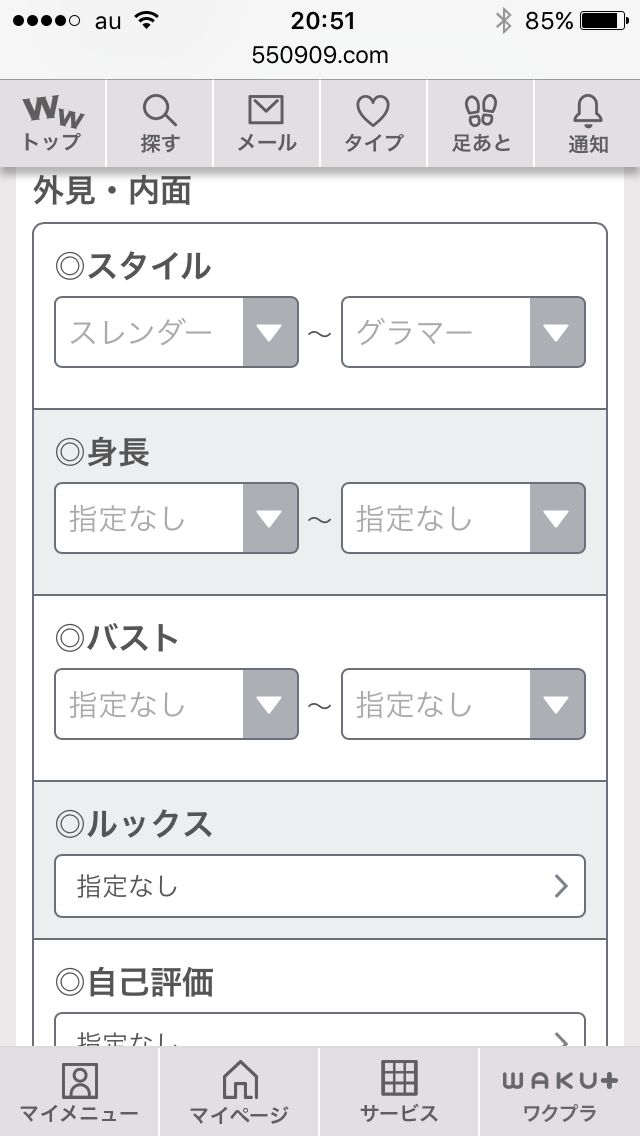 au 20:51 85%
550909.com
WW
トップ 探す メール タイプ 足あと 通知
外見・内面
◎スタイル
スレンダー ～ グラマー
◎身長
指定なし ～ 指定なし
◎バスト
指定なし ～ 指定なし
◎ルックス
指定なし
◎自己評価
指定なし
WAKU+
マイメニュー マイページ サービス ワクプラ